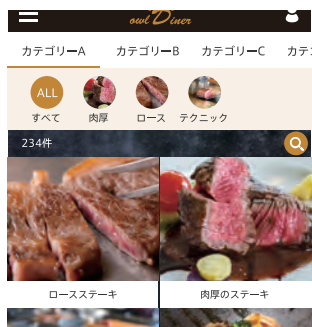 owl Diner
カテゴリーA カテゴリーB カテゴリーC カテ
ALL
すべて 肉厚 ロース テクニック
234件
ロースステーキ 肉厚のステーキ